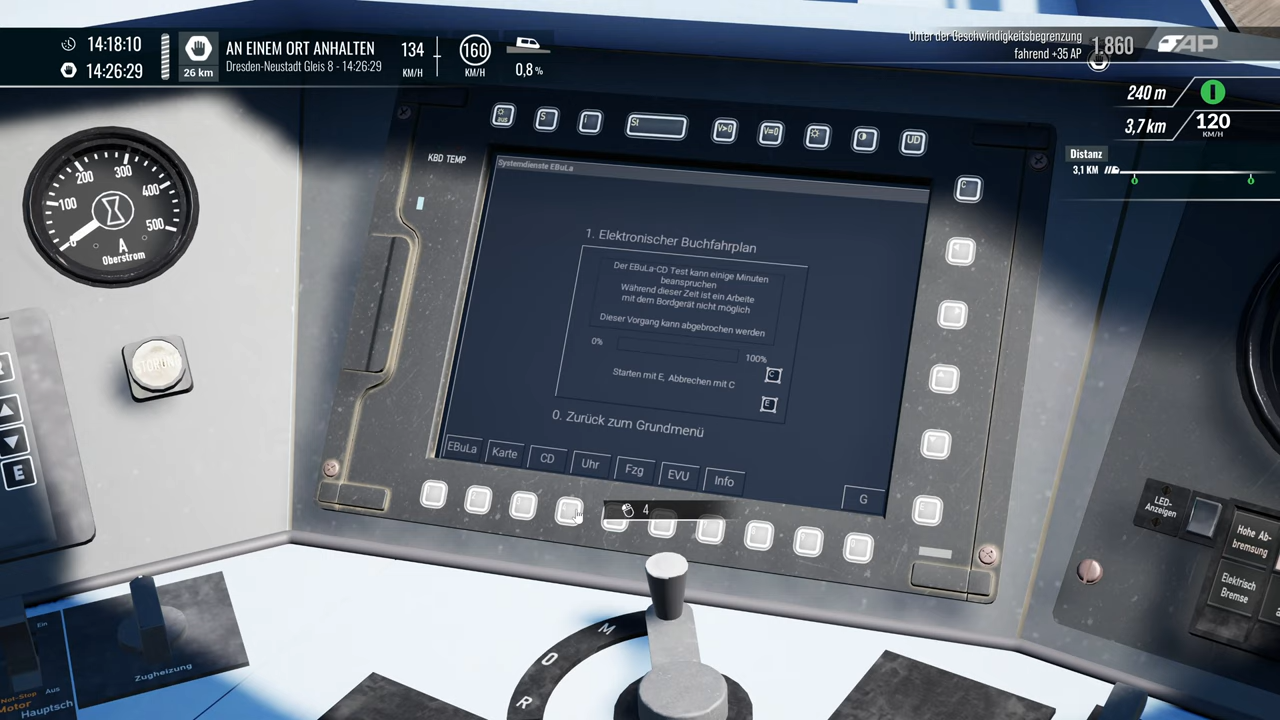 14:18:10
14:26:29
26 km
AN EINEM ORT ANHALTEN
Dresden-Neustadt Gleis 8 - 14:26:29
134
KM/H
160
KM/H
0,8 %
Unter der Geschwindigkeitsbegrenzung
fahrend +35 AP
1.860
AP
240 m
3,7 km
120
KM/H
Distanz
3,1 KM
KBD TEMP
S
I
St
V>0
V=0
UD
C
Systemdienste EBuLa
1. Elektronischer Buchfahrplan
Der EBuLa-CD Test kann einige Minuten
beanspruchen
Während dieser Zeit ist ein Arbeite
mit dem Bordgerät nicht möglich
Dieser Vorgang kann abgebrochen werden
0%
100%
Starten mit E, Abbrechen mit C
C
E
0. Zurück zum Grundmenü
EBuLa
Karte
CD
Uhr
Fzg
EVU
Info
G
4
100
200
300
400
500
A
Oberstrom
STÖRUNG
E
LED-
Anzeigen
Hohe Ab-
bremsung
Elektrisch
Bremse
M
O
R
Zugheizung
Ein
Not-Stop
Aus
Motor
Hauptsch